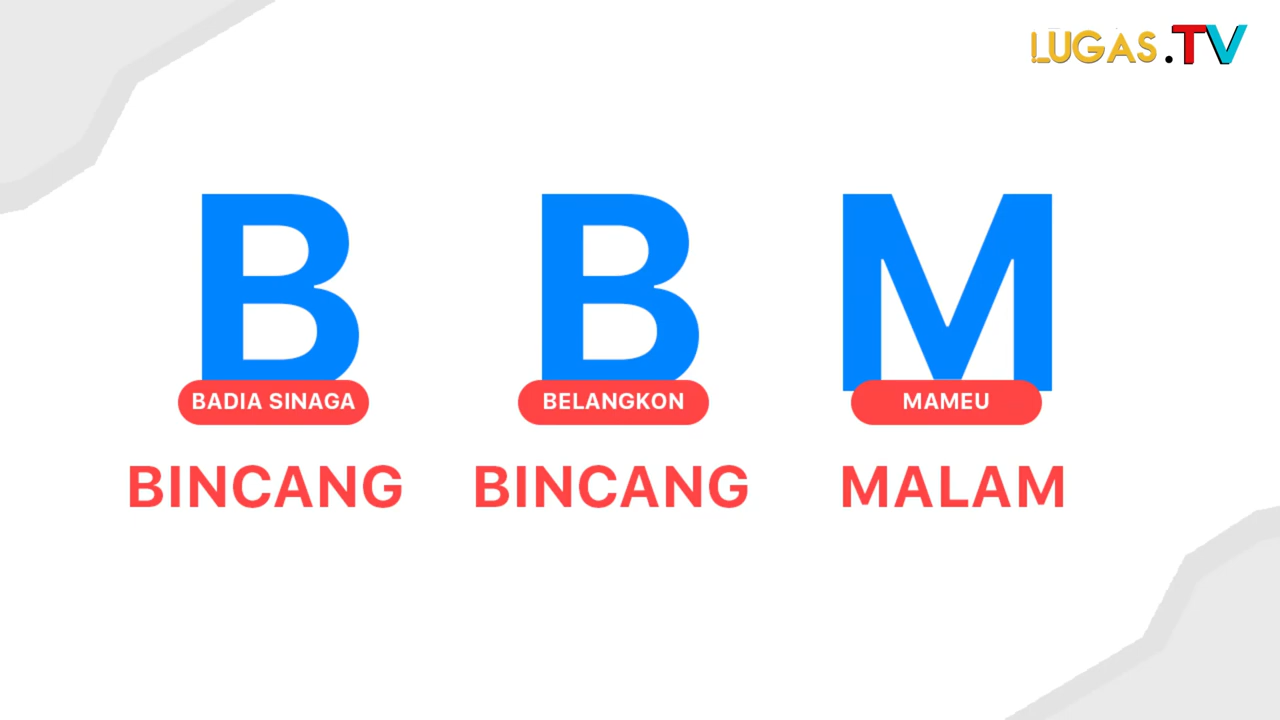 LUGAS.TV
B B M
BADIA SINAGA BELANGKON MAMEU
BINCANG BINCANG MALAM